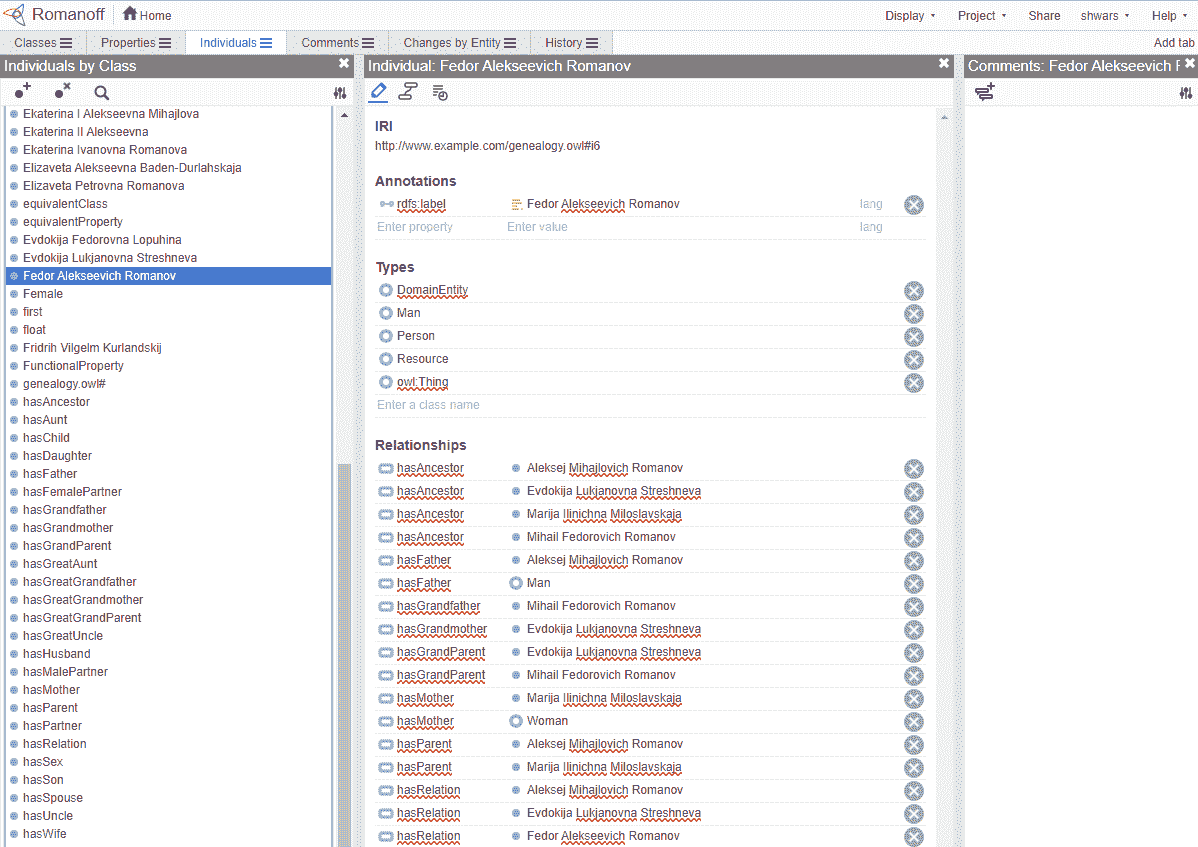 Romanoff
Home
Display
Project
Share
shwars
Help
Classes
Properties
Individuals
Comments
Changes by Entity
History
Add tab
Individuals by Class
Ekaterina I Alekseevna Mihajlova
Ekaterina II Alekseevna
Ekaterina Ivanovna Romanova
Elizaveta Alekseevna Baden-Durlahskaja
Elizaveta Petrovna Romanova
equivalentClass
equivalentProperty
Evdokija Fedorovna Lopuhina
Evdokija Lukjanovna Streshneva
Fedor Alekseevich Romanov
Female
first
float
Fridrih Vilgelm Kurlandskij
FunctionalProperty
genealogy.owl#
hasAncestor
hasAunt
hasChild
hasDaughter
hasFather
hasFemalePartner
hasGrandfather
hasGrandmother
hasGrandParent
hasGreatAunt
hasGreatGrandfather
hasGreatGrandmother
hasGreatGrandParent
hasGreatUncle
hasHusband
hasMalePartner
hasMother
hasParent
hasPartner
hasRelation
hasSex
hasSon
hasSpouse
hasUncle
hasWife
Individual: Fedor Alekseevich Romanov
IRI
http://www.example.com/genealogy.owl#i6
Annotations
rdfs:label Fedor Alekseevich Romanov lang
Enter property Enter value lang
Types
DomainEntity
Man
Person
Resource
owl:Thing
Enter a class name
Relationships
hasAncestor Aleksej Mihajlovich Romanov
hasAncestor Evdokija Lukjanovna Streshneva
hasAncestor Marija Ilinichna Miloslavskaja
hasAncestor Mihail Fedorovich Romanov
hasFather Aleksej Mihajlovich Romanov
hasFather Man
hasGrandfather Mihail Fedorovich Romanov
hasGrandmother Evdokija Lukjanovna Streshneva
hasGrandParent Evdokija Lukjanovna Streshneva
hasGrandParent Mihail Fedorovich Romanov
hasMother Marija Ilinichna Miloslavskaja
hasMother Woman
hasParent Aleksej Mihajlovich Romanov
hasParent Marija Ilinichna Miloslavskaja
hasRelation Aleksej Mihajlovich Romanov
hasRelation Evdokija Lukjanovna Streshneva
hasRelation Fedor Alekseevich Romanov
Comments: Fedor Alekseevich F